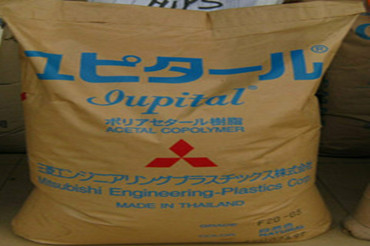 HIPS
ユピタール®
Iupital®
ポリアセタール樹脂
ACETAL COPOLYMER
三菱エンジニアリングプラスチックス株式会社
Mitsubishi Engineering-Plastics Corp
MADE IN THAILAND
GRADE
F20-03